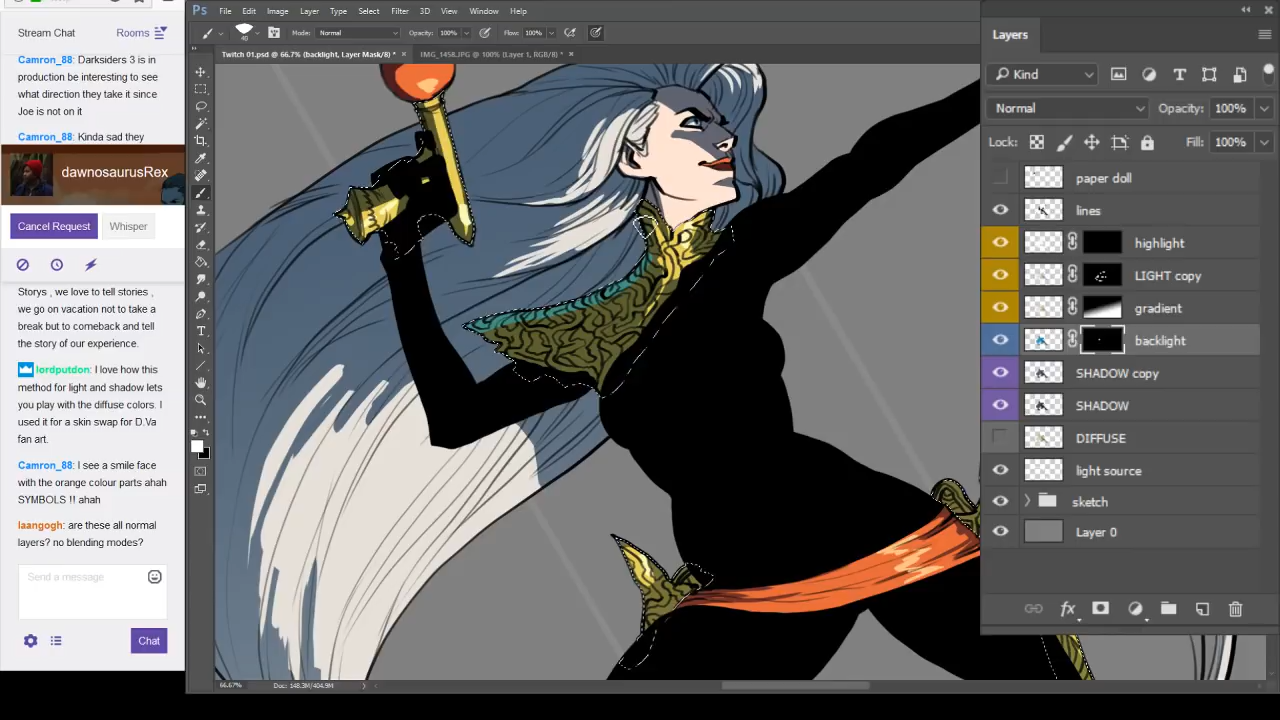 Stream Chat
Rooms
Camron_88: Darksiders 3 is in
production be interesting to see
what direction they take it since
Joe is not on it
Camron_88: Kinda sad they
dawnosaurusRex
Cancel Request
Whisper
Storys , we love to tell stories ,
we go on vacation not to take a
break but to comeback and tell
the story of our experience.
lordputdon: I love how this
method for light and shadow lets
you play with the diffuse colors. I
used it for a skin swap for D.Va
fan art.
Camron_88: I see a smile face
with the orange colour parts ahah
SYMBOLS !! ahah
laangogh: are these all normal
layers? no blending modes?
Send a message
Chat
Ps File Edit Image Layer Type Select Filter 3D View Window Help
40 Mode: Normal Opacity: 100% Flow: 100%
Twitch 01.psd @ 66.7% (backlight, Layer Mask/8) * ×
IMG_1458.JPG @ 100% (Layer 1, RGB/8) * ×
66.67% Doc: 148.3M/404.9M
Layers
Kind
Normal Opacity: 100%
Lock: Fill: 100%
paper doll
lines
highlight
LIGHT copy
gradient
backlight
SHADOW copy
SHADOW
DIFFUSE
light source
sketch
Layer 0
fx